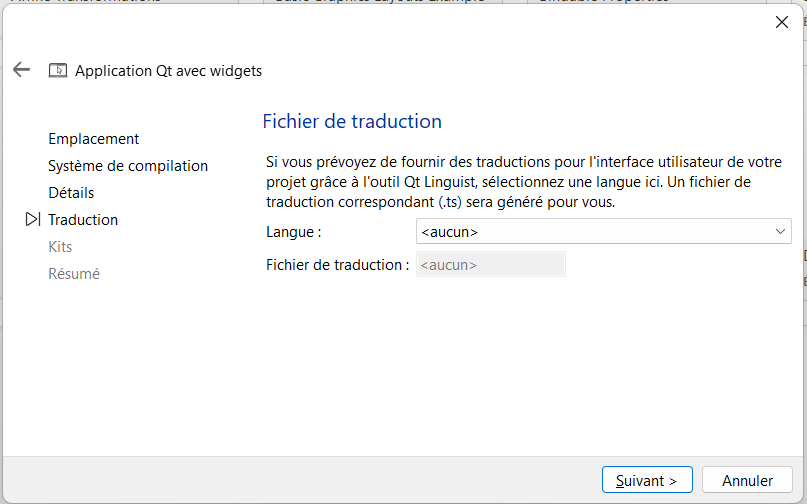 Application Qt avec widgets
Fichier de traduction
Emplacement
Système de compilation
Détails
Traduction
Kits
Résumé
Si vous prévoyez de fournir des traductions pour l'interface utilisateur de votre
projet grâce à l'outil Qt Linguist, sélectionnez une langue ici. Un fichier de
traduction correspondant (.ts) sera généré pour vous.
Langue : <aucun>
Fichier de traduction : <aucun>
Suivant > Annuler